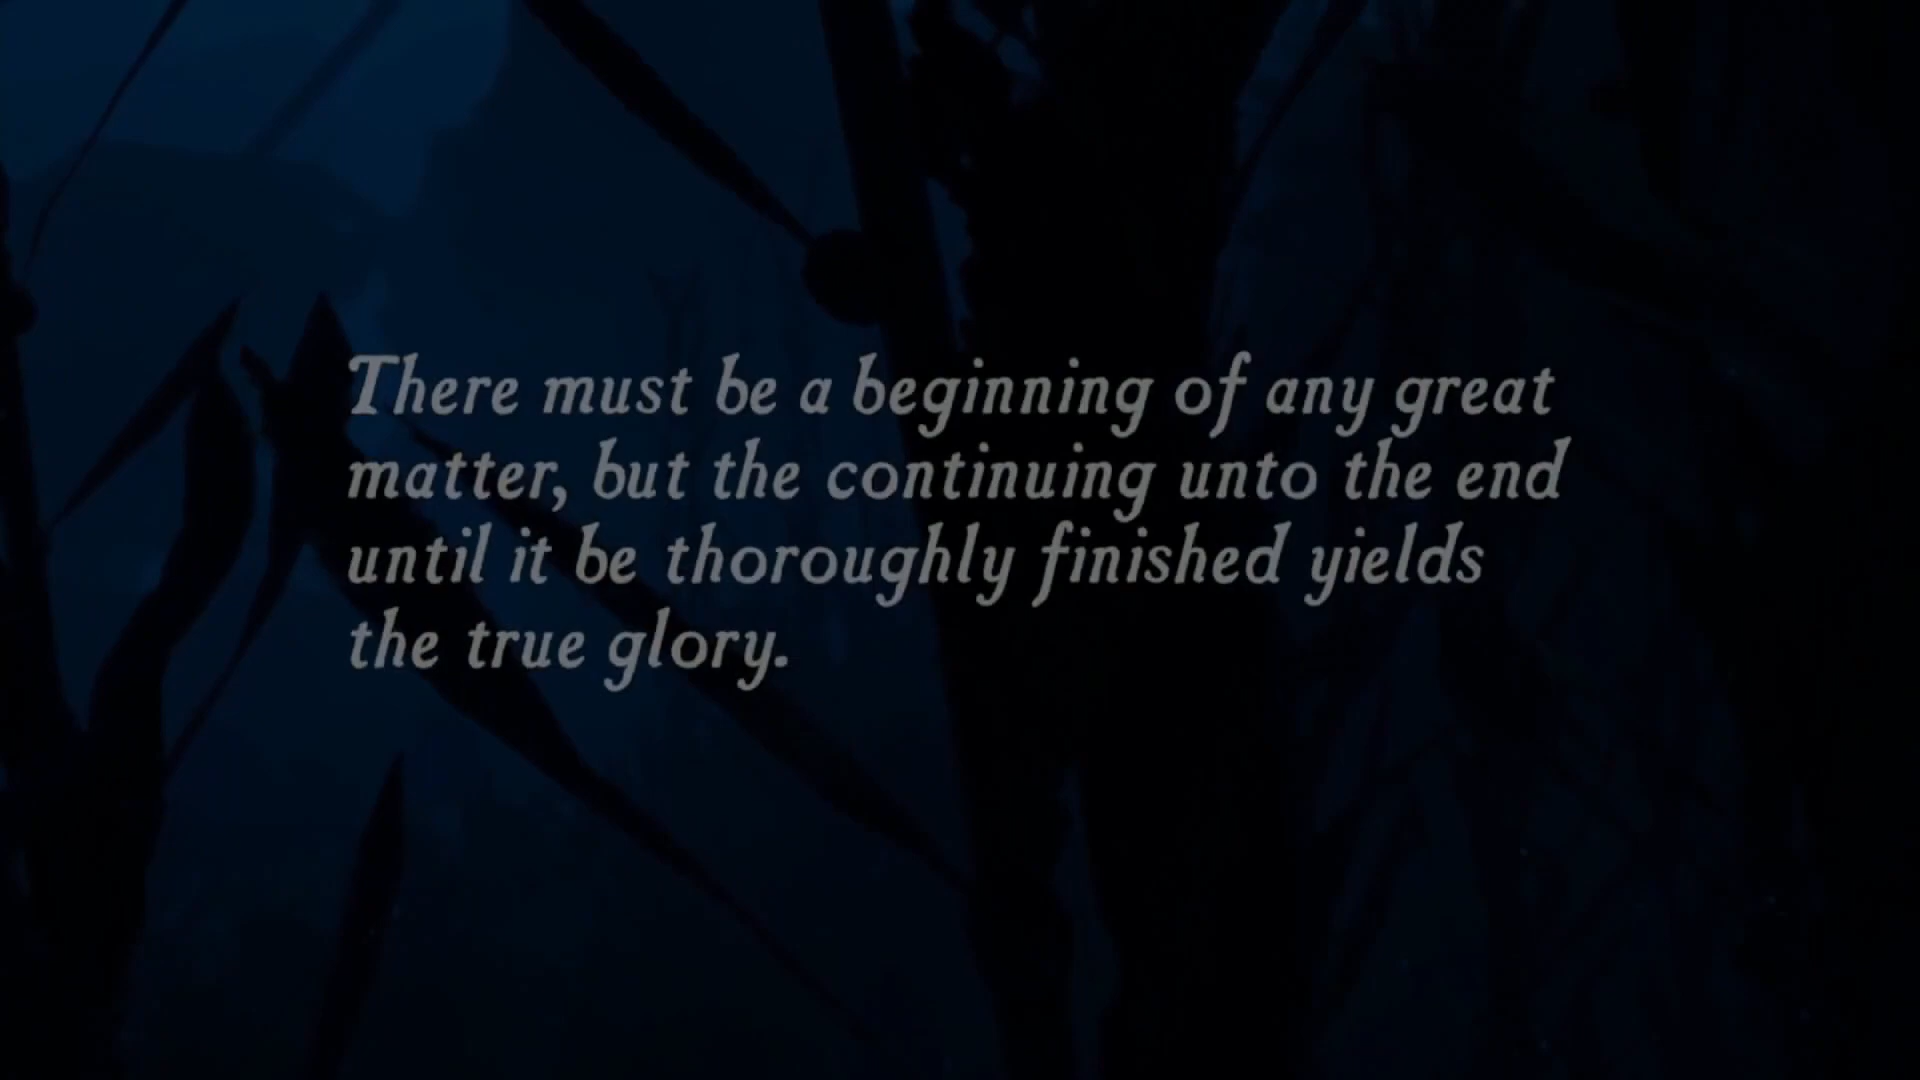 There must be a beginning of any great
matter, but the continuing unto the end
until it be thoroughly finished yields
the true glory.